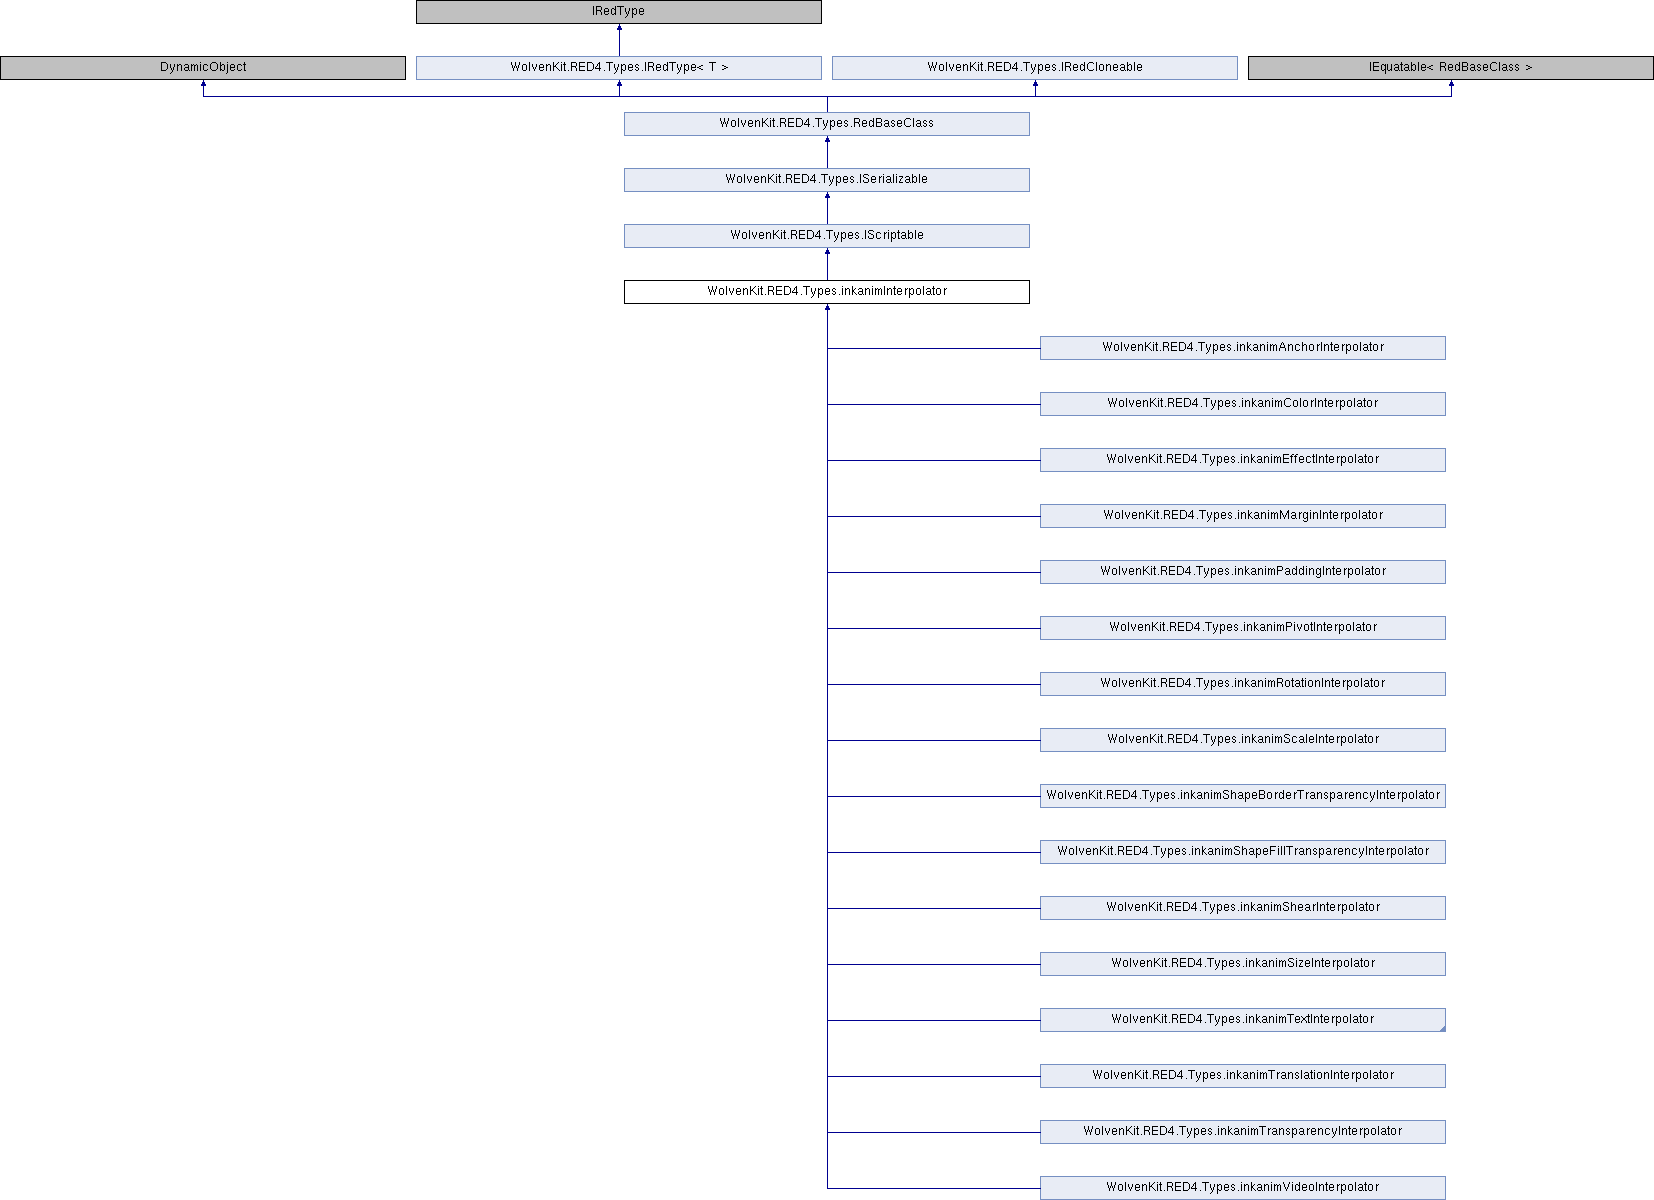 IRedType
DynamicObject
WolvenKit.RED4.Types.IRedType< T >
WolvenKit.RED4.Types.IRedCloneable
IEquatable< RedBaseClass >
WolvenKit.RED4.Types.RedBaseClass
WolvenKit.RED4.Types.ISerializable
WolvenKit.RED4.Types.IScriptable
WolvenKit.RED4.Types.inkanimInterpolator
WolvenKit.RED4.Types.inkanimAnchorInterpolator
WolvenKit.RED4.Types.inkanimColorInterpolator
WolvenKit.RED4.Types.inkanimEffectInterpolator
WolvenKit.RED4.Types.inkanimMarginInterpolator
WolvenKit.RED4.Types.inkanimPaddingInterpolator
WolvenKit.RED4.Types.inkanimPivotInterpolator
WolvenKit.RED4.Types.inkanimRotationInterpolator
WolvenKit.RED4.Types.inkanimScaleInterpolator
WolvenKit.RED4.Types.inkanimShapeBorderTransparencyInterpolator
WolvenKit.RED4.Types.inkanimShapeFillTransparencyInterpolator
WolvenKit.RED4.Types.inkanimShearInterpolator
WolvenKit.RED4.Types.inkanimSizeInterpolator
WolvenKit.RED4.Types.inkanimTextInterpolator
WolvenKit.RED4.Types.inkanimTranslationInterpolator
WolvenKit.RED4.Types.inkanimTransparencyInterpolator
WolvenKit.RED4.Types.inkanimVideoInterpolator